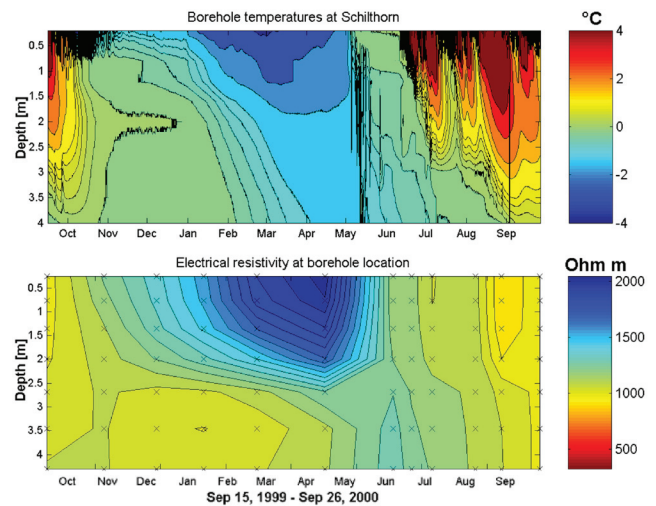 Borehole temperatures at Schilthorn
°C
Depth [m]
0.5
1
1.5
2
2.5
3
3.5
4
Oct Nov Dec Jan Feb Mar Apr May Jun Jul Aug Sep
4
2
0
-2
-4
Electrical resistivity at borehole location
Ohm m
Depth [m]
0.5
1
1.5
2
2.5
3
3.5
4
Oct Nov Dec Jan Feb Mar Apr May Jun Jul Aug Sep
2000
1500
1000
500
Sep 15, 1999 - Sep 26, 2000